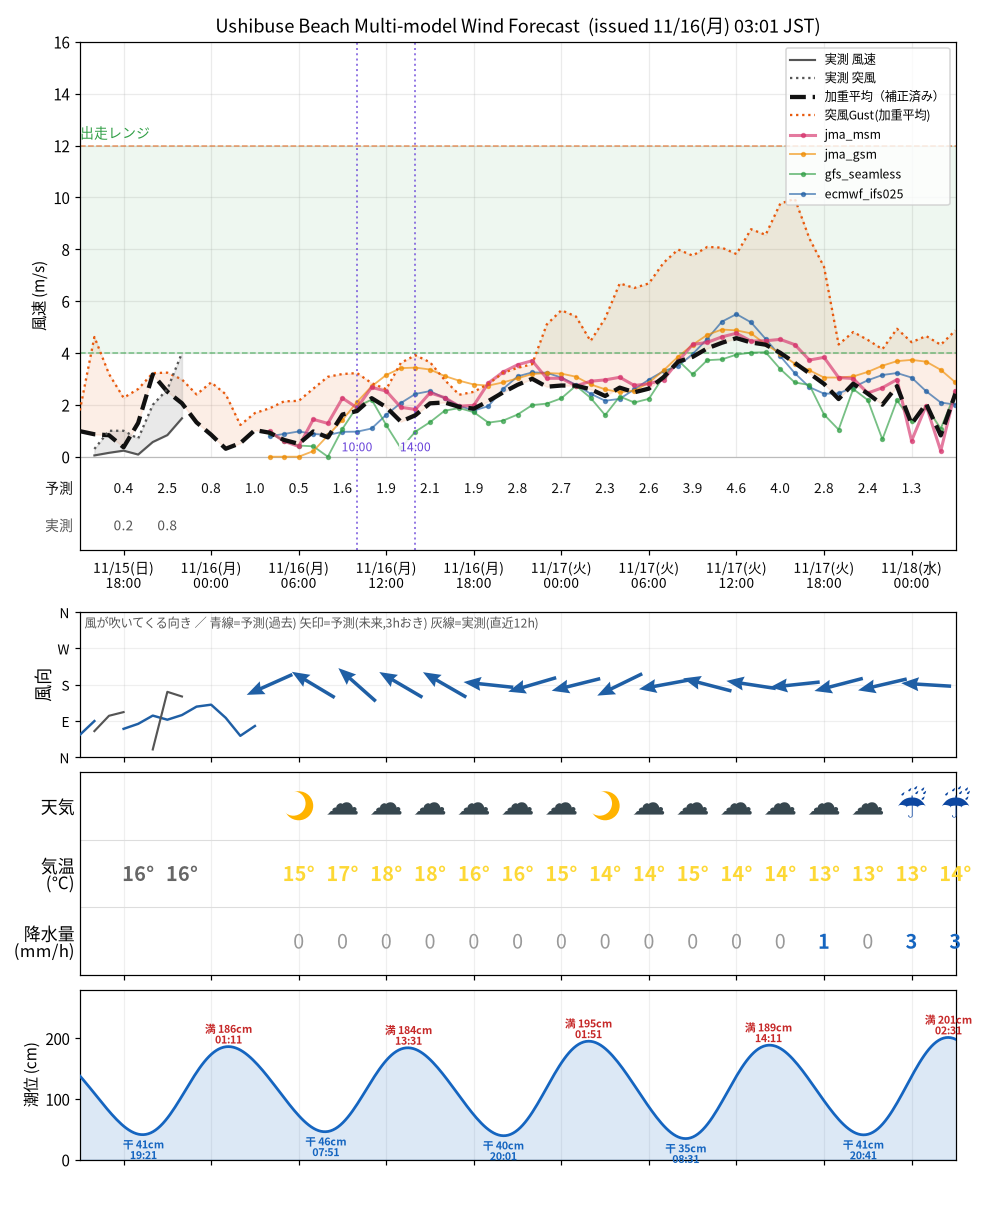 Ushibuse Beach Multi-model Wind Forecast (issued 11/16(月) 03:01 JST)
16
14
12
10
8
6
4
2
0
風速 (m/s)
出走レンジ
実測 風速
実測 突風
加重平均（補正済み）
突風Gust(加重平均)
jma_msm
jma_gsm
gfs_seamless
ecmwf_ifs025
10:00 14:00
予測 0.4 2.5 0.8 1.0 0.5 1.6 1.9 2.1 1.9 2.8 2.7 2.3 2.6 3.9 4.6 4.0 2.8 2.4 1.3
実測 0.2 0.8
11/15(日) 11/16(月) 11/16(月) 11/16(月) 11/16(月) 11/17(火) 11/17(火) 11/17(火) 11/17(火) 11/18(水)
18:00 00:00 06:00 12:00 18:00 00:00 06:00 12:00 18:00 00:00
風が吹いてくる向き ／ 青線=予測(過去) 矢印=予測(未来,3hおき) 灰線=実測(直近12h)
風向
N
W
S
E
N
天気
気温
(℃)
16° 16° 15° 17° 18° 18° 16° 16° 15° 14° 14° 15° 14° 14° 13° 13° 13° 14°
降水量
(mm/h)
0 0 0 0 0 0 0 0 0 0 0 0 1 0 3 3
潮位 (cm)
200
100
0
満 186cm
01:11
満 184cm
13:31
満 195cm
01:51
満 189cm
14:11
満 201cm
02:31
干 41cm
19:21
干 46cm
07:51
干 40cm
20:01
干 35cm
08:31
干 41cm
20:41